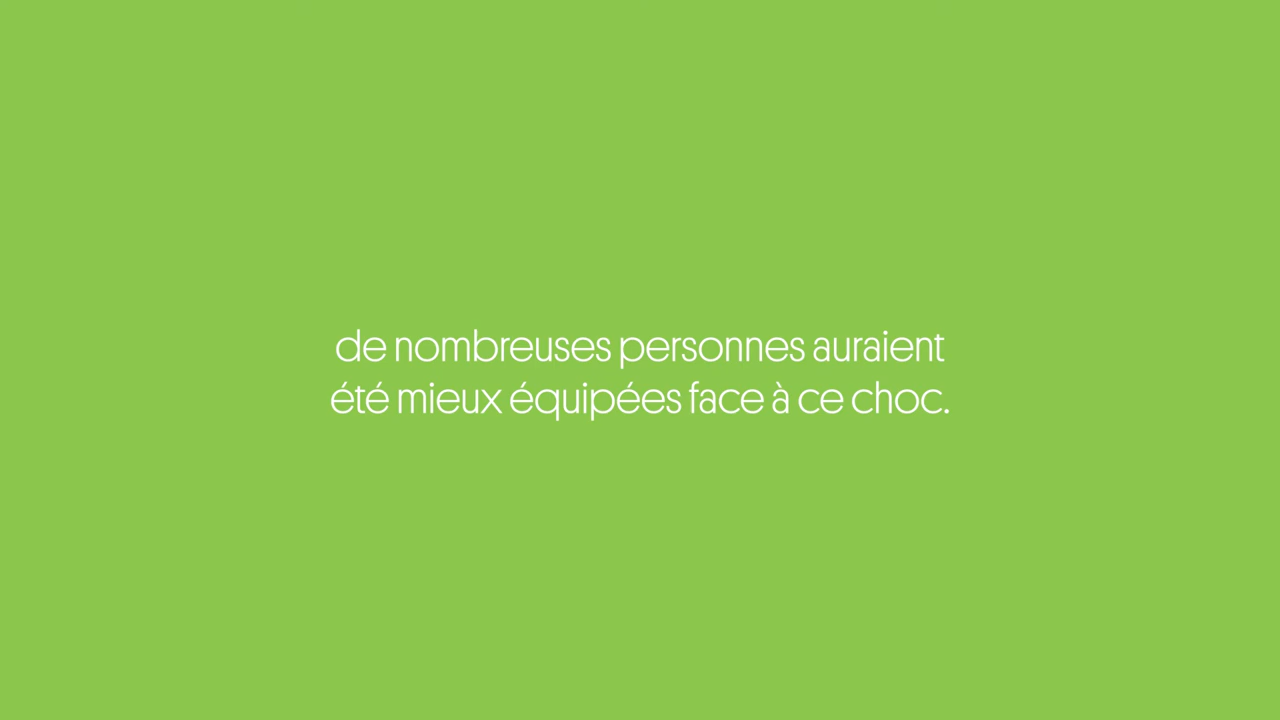 de nombreuses personnes auraient
été mieux équipées face à ce choc.